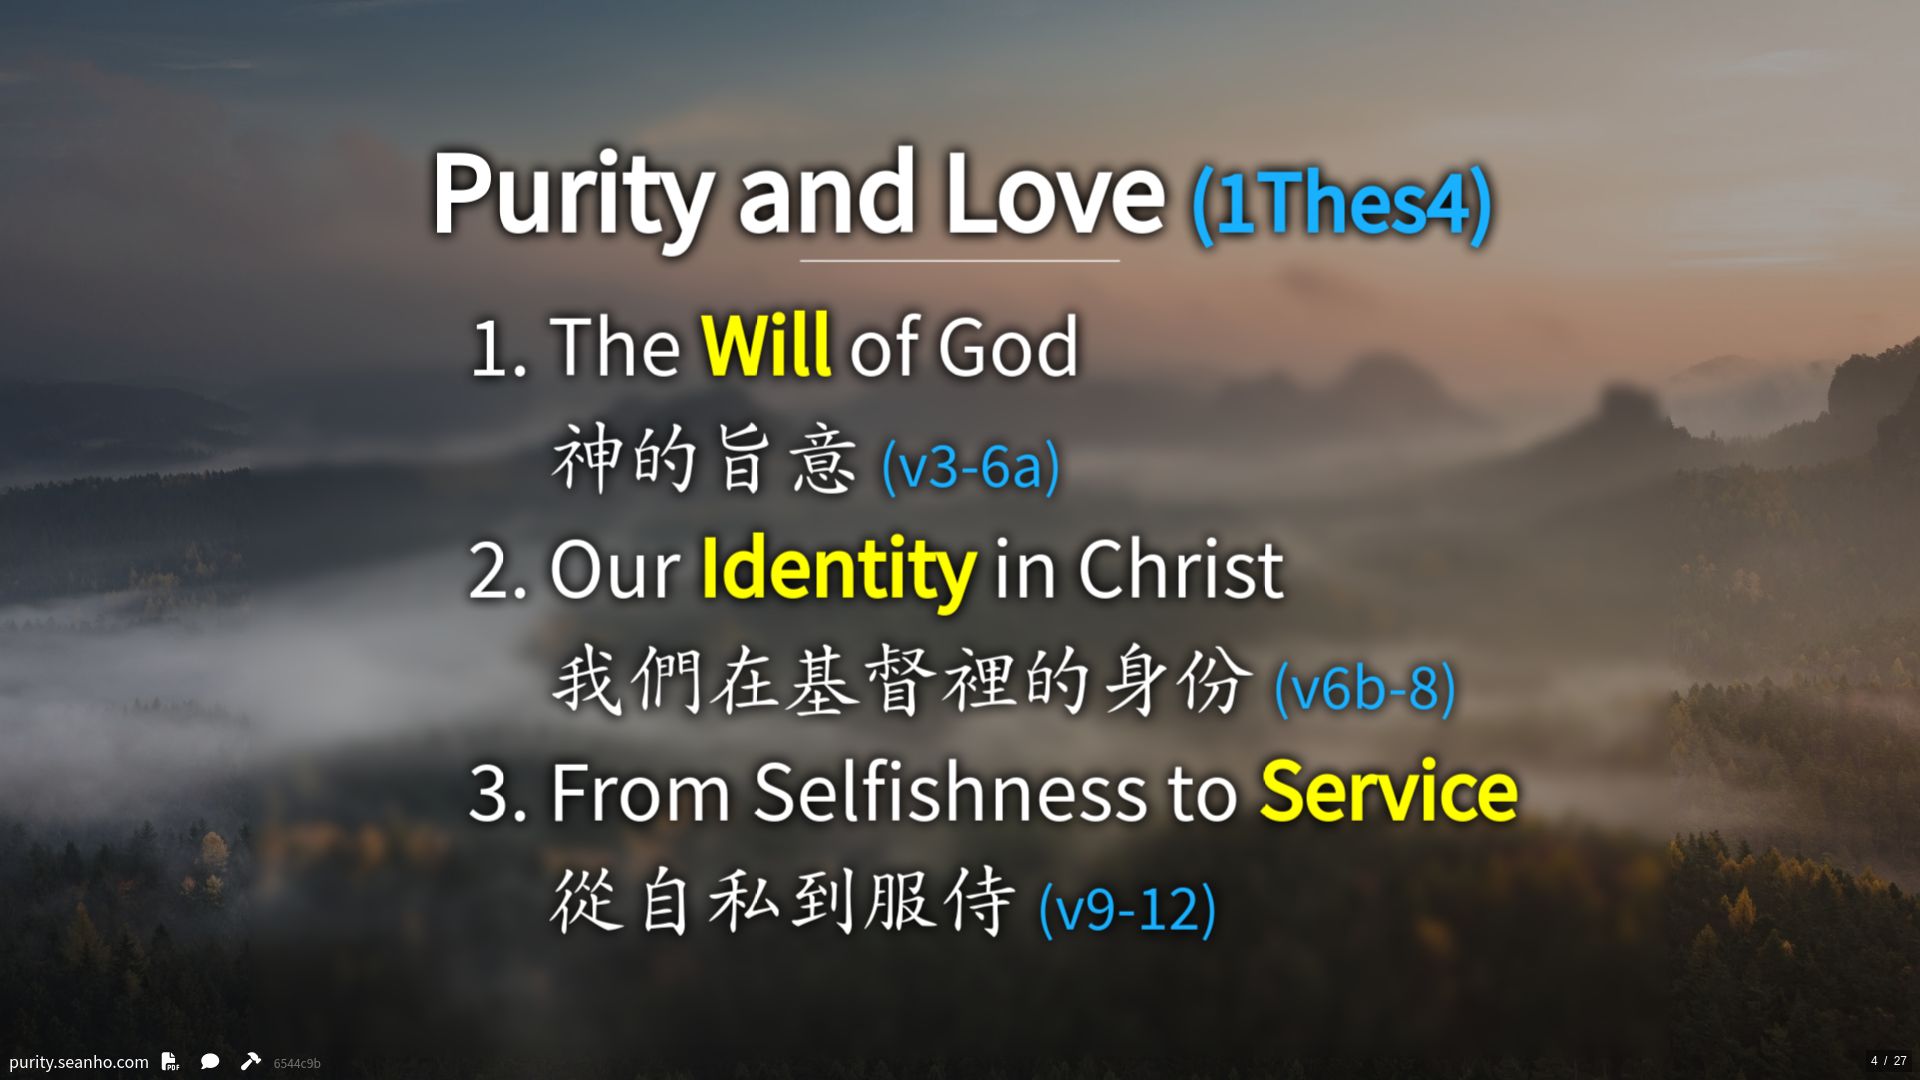 Purity and Love (1Thes4)
1. The Will of God
神的旨意 (v3-6a)
2. Our Identity in Christ
我們在基督裡的身份 (v6b-8)
3. From Selfishness to Service
從自私到服侍 (v9-12)
purity.seanho.com PDF 6544c9b
4 / 27